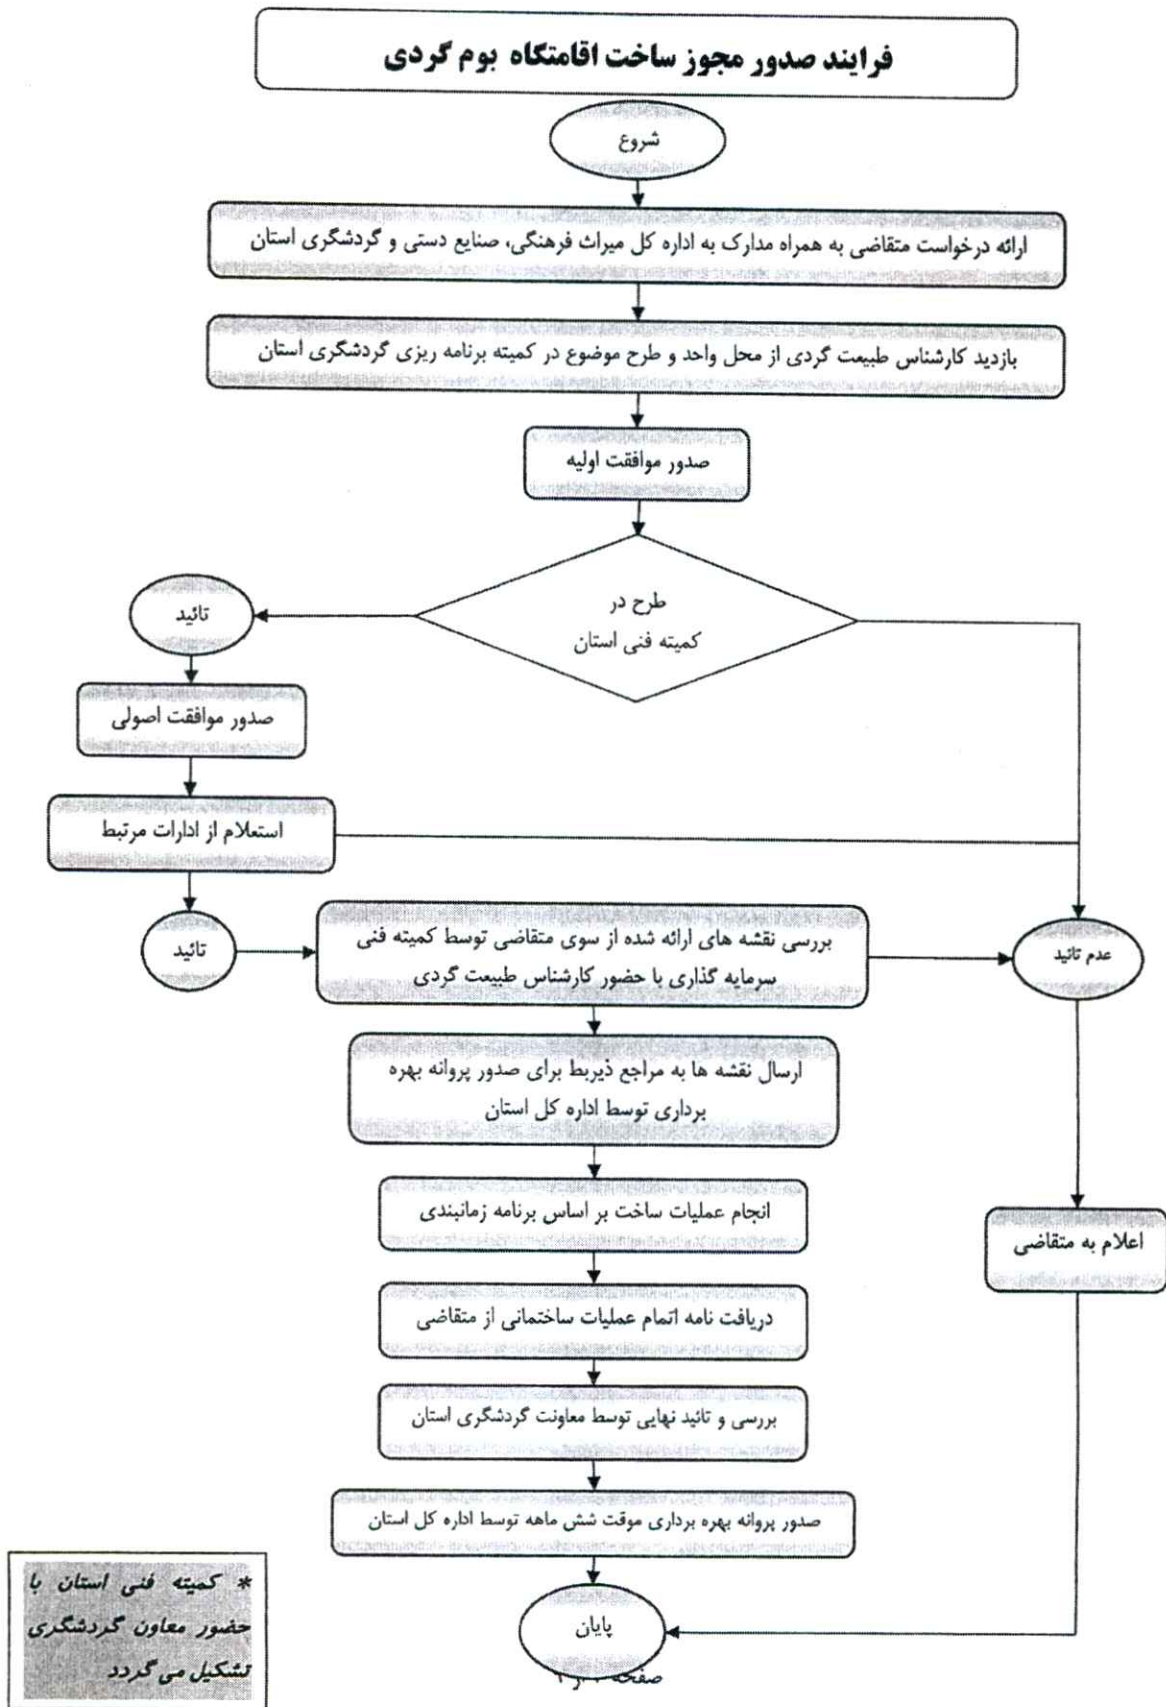 فرایند صدور مجوز ساخت اقامتگاه بوم گردی
شروع
ارائه درخواست متقاضی به همراه مدارک به اداره کل میراث فرهنگی، صنایع دستی و گردشگری استان
بازدید کارشناس طبیعت گردی از محل واحد و طرح موضوع در کمیته برنامه ریزی گردشگری استان
صدور موافقت اولیه
طرح در
کمیته فنی استان
تائید
صدور موافقت اصولی
استعلام از ادارات مرتبط
تائید
بررسی نقشه های ارائه شده از سوی متقاضی توسط کمیته فنی
سرمایه گذاری با حضور کارشناس طبیعت گردی
عدم تائید
ارسال نقشه ها به مراجع ذیربط برای صدور پروانه بهره
برداری توسط اداره کل استان
انجام عملیات ساخت بر اساس برنامه زمانبندی
اعلام به متقاضی
دریافت نامه اتمام عملیات ساختمانی از متقاضی
بررسی و تائید نهایی توسط معاونت گردشگری استان
صدور پروانه بهره برداری موقت شش ماهه توسط اداره کل استان
پایان
* کمیته فنی استان با
حضور معاون گردشگری
تشکیل می گردد
صفحه